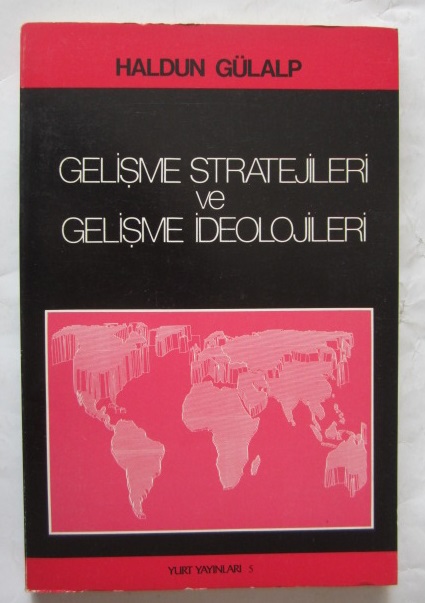 HALDUN GÜLALP
GELİŞME STRATEJİLERİ
ve
GELİŞME İDEOLOJİLERİ
YURT YAYINLARI 5